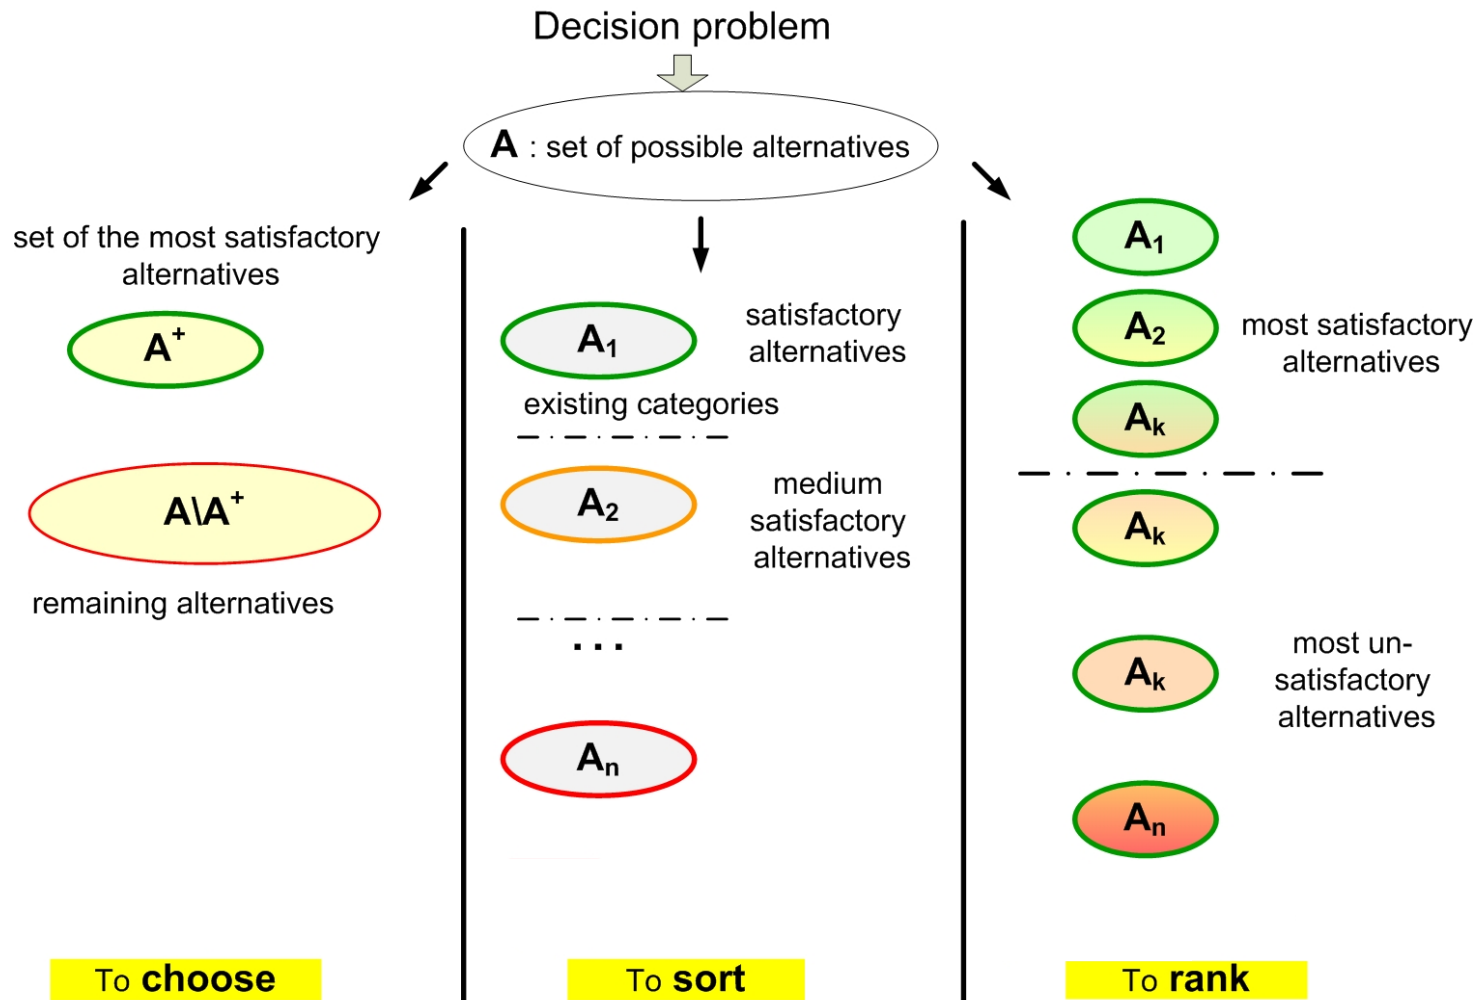 Decision problem
A : set of possible alternatives
set of the most satisfactory
alternatives
A+
A\A+
remaining alternatives
To choose
A1
satisfactory
alternatives
existing categories
A2
medium
satisfactory
alternatives
...
An
To sort
A1
A2
most satisfactory
alternatives
Ak
Ak
Ak
most un-
satisfactory
alternatives
An
To rank